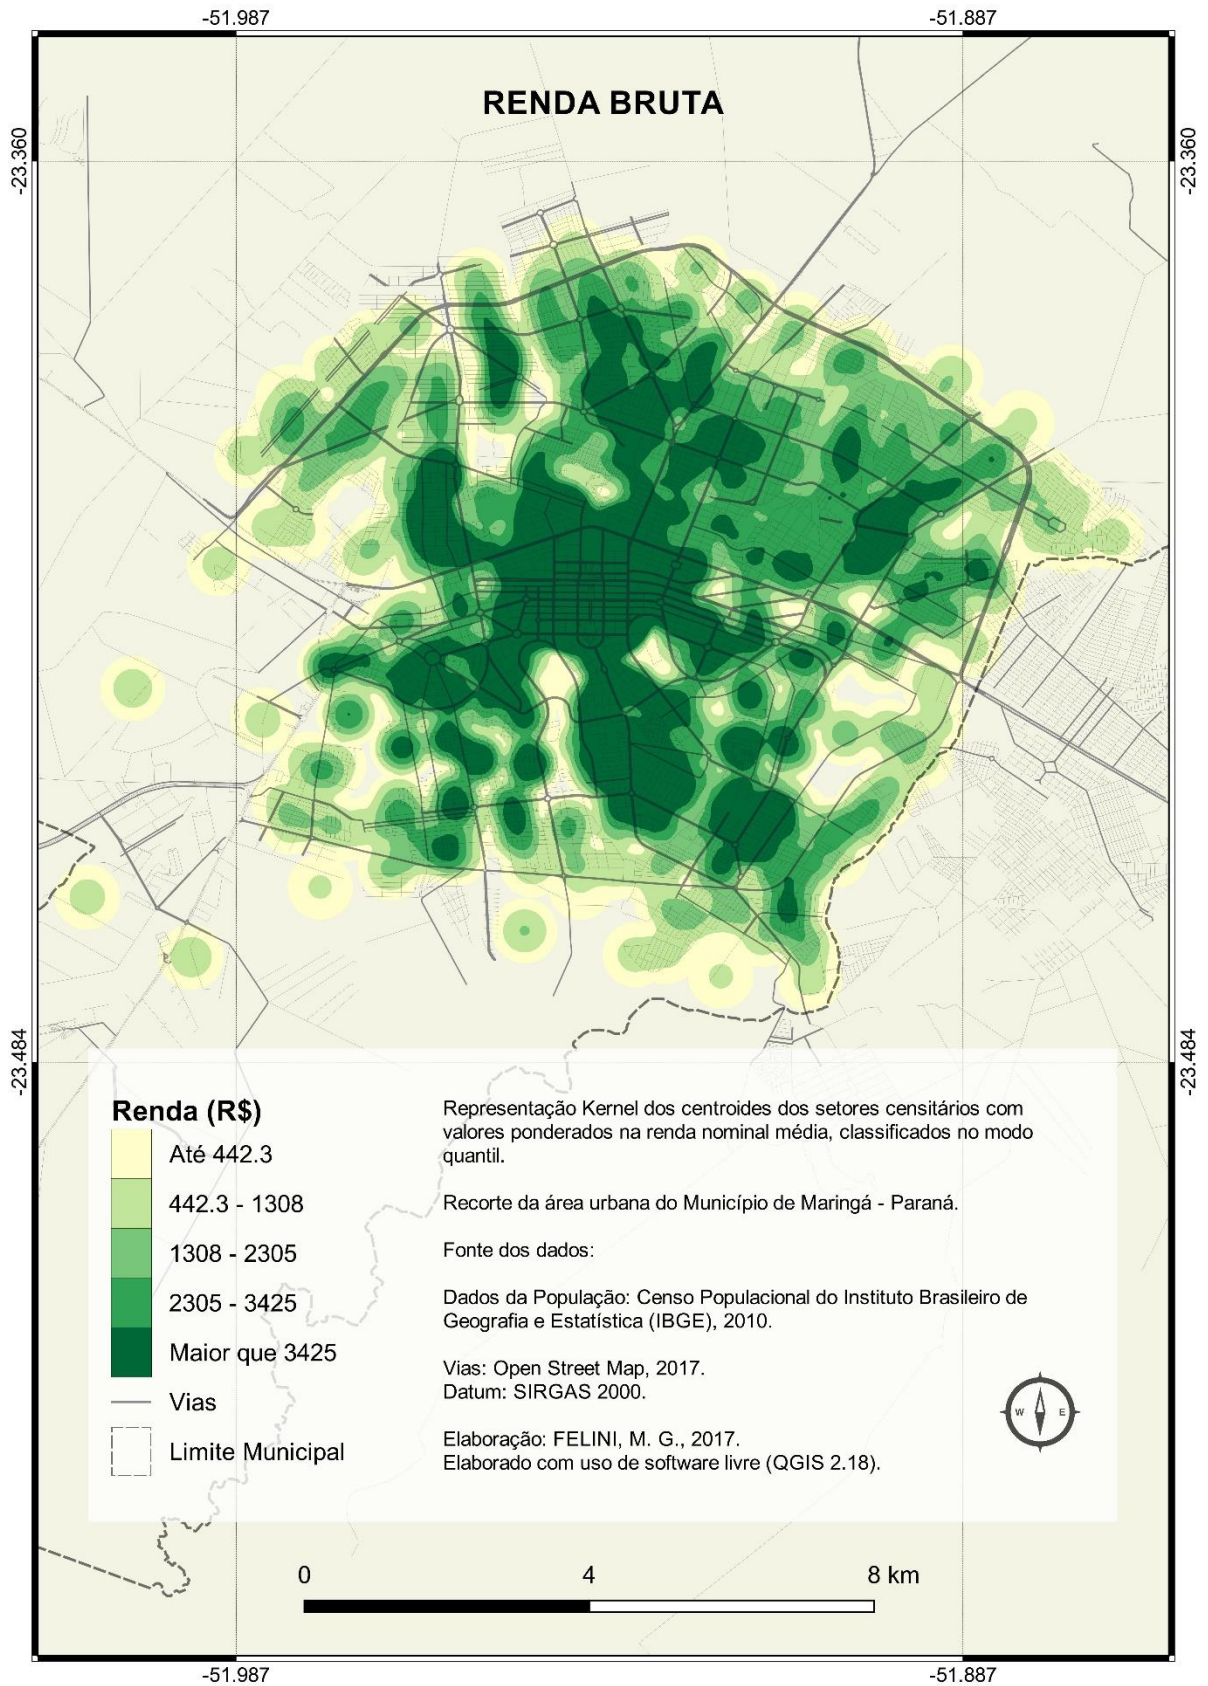 -51.987
-51.887
-23.360
-23.360
RENDA BRUTA
-23.484
-23.484
Renda (R$)
Até 442.3
442.3 - 1308
1308 - 2305
2305 - 3425
Maior que 3425
Vias
Limite Municipal
Representação Kernel dos centroides dos setores censitários com
valores ponderados na renda nominal média, classificados no modo
quantil.
Recorte da área urbana do Município de Maringá - Paraná.
Fonte dos dados:
Dados da População: Censo Populacional do Instituto Brasileiro de
Geografia e Estatística (IBGE), 2010.
Vias: Open Street Map, 2017.
Datum: SIRGAS 2000.
Elaboração: FELINI, M. G., 2017.
Elaborado com uso de software livre (QGIS 2.18).
W E
0 4 8 km
-51.987
-51.887